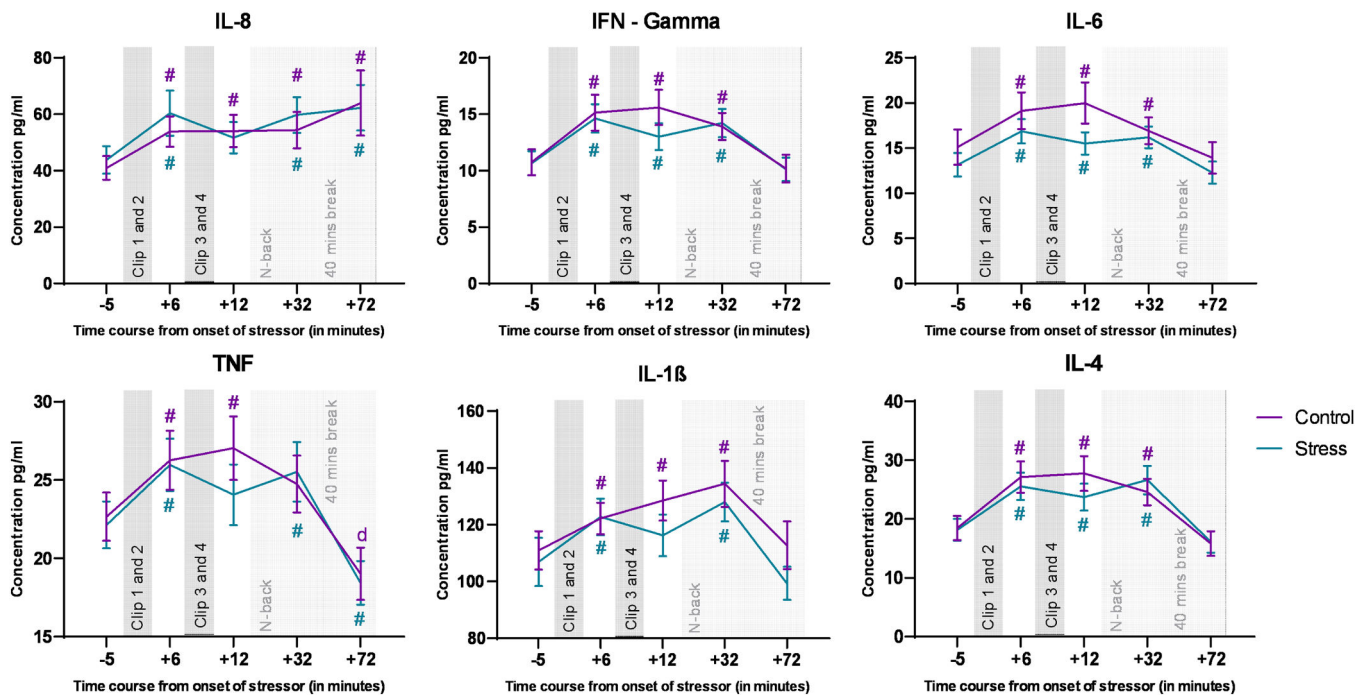 IL-8
IFN - Gamma
IL-6
Concentration pg/ml
80
60
40
20
0
#
#
#
#
#
#
#
Clip 1 and 2
Clip 3 and 4
N-back
40 mins break
-5 +6 +12 +32 +72
Time course from onset of stressor (in minutes)
Concentration pg/ml
20
15
10
5
0
#
#
#
#
#
#
Clip 1 and 2
Clip 3 and 4
N-back
40 mins break
-5 +6 +12 +32 +72
Time course from onset of stressor (in minutes)
Concentration pg/ml
25
20
15
10
5
0
#
#
#
#
#
#
Clip 1 and 2
Clip 3 and 4
N-back
40 mins break
-5 +6 +12 +32 +72
Time course from onset of stressor (in minutes)
TNF
IL-1ß
IL-4
Concentration pg/ml
30
25
20
15
#
#
#
#
d
#
Clip 1 and 2
Clip 3 and 4
N-back
40 mins break
-5 +6 +12 +32 +72
Time course from onset of stressor (in minutes)
Concentration pg/ml
160
140
120
100
80
#
#
#
#
#
Clip 1 and 2
Clip 3 and 4
N-back
40 mins break
-5 +6 +12 +32 +72
Time course from onset of stressor (in minutes)
Concentration pg/ml
40
30
20
10
0
#
#
#
#
#
#
Clip 1 and 2
Clip 3 and 4
N-back
40 mins break
-5 +6 +12 +32 +72
Time course from onset of stressor (in minutes)
Control
Stress